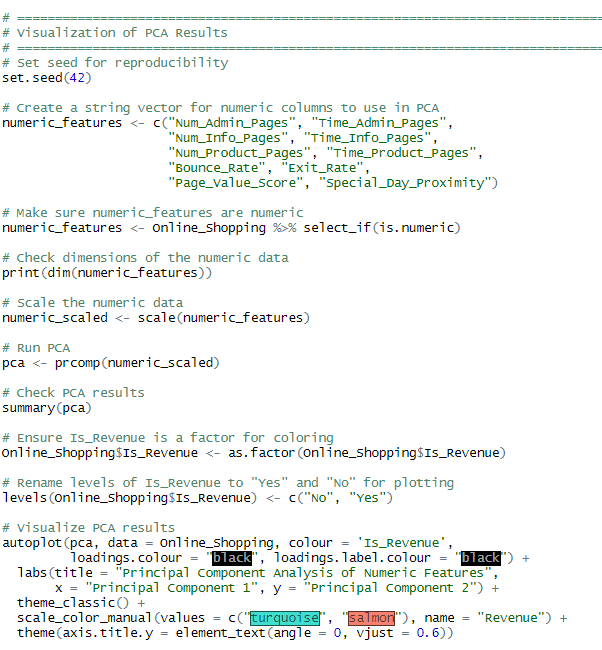 # ==============================================================================
# Visualization of PCA Results
# ==============================================================================
# Set seed for reproducibility
set.seed(42)
# Create a string vector for numeric columns to use in PCA
numeric_features <- c("Num_Admin_Pages", "Time_Admin_Pages",
"Num_Info_Pages", "Time_Info_Pages",
"Num_Product_Pages", "Time_Product_Pages",
"Bounce_Rate", "Exit_Rate",
"Page_Value_Score", "Special_Day_Proximity")
# Make sure numeric_features are numeric
numeric_features <- Online_Shopping %>% select_if(is.numeric)
# Check dimensions of the numeric data
print(dim(numeric_features))
# Scale the numeric data
numeric_scaled <- scale(numeric_features)
# Run PCA
pca <- prcomp(numeric_scaled)
# Check PCA results
summary(pca)
# Ensure Is_Revenue is a factor for coloring
Online_Shopping$Is_Revenue <- as.factor(Online_Shopping$Is_Revenue)
# Rename levels of Is_Revenue to "Yes" and "No" for plotting
levels(Online_Shopping$Is_Revenue) <- c("No", "Yes")
# Visualize PCA results
autoplot(pca, data = Online_Shopping, colour = 'Is_Revenue',
loadings.colour = "black", loadings.label.colour = "black") +
labs(title = "Principal Component Analysis of Numeric Features",
x = "Principal Component 1", y = "Principal Component 2") +
theme_classic() +
scale_color_manual(values = c("turquoise", "salmon"), name = "Revenue") +
theme(axis.title.y = element_text(angle = 0, vjust = 0.6))